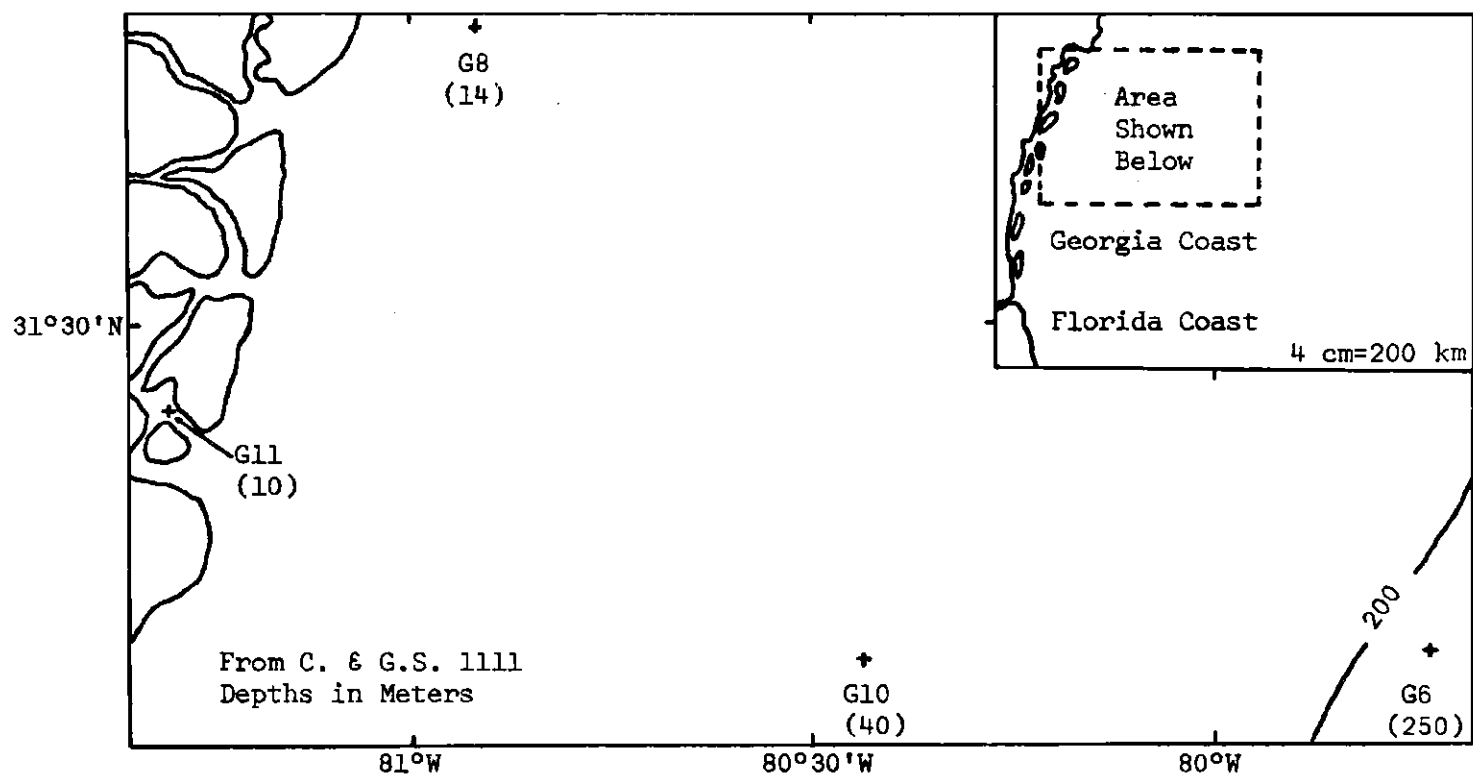 G8
(14)
Area
Shown
Below
Georgia Coast
Florida Coast
4 cm=200 km
31°30'N
G11
(10)
200
From C. & G.S. 1111
Depths in Meters
G10
(40)
G6
(250)
81°W
80°30'W
80°W